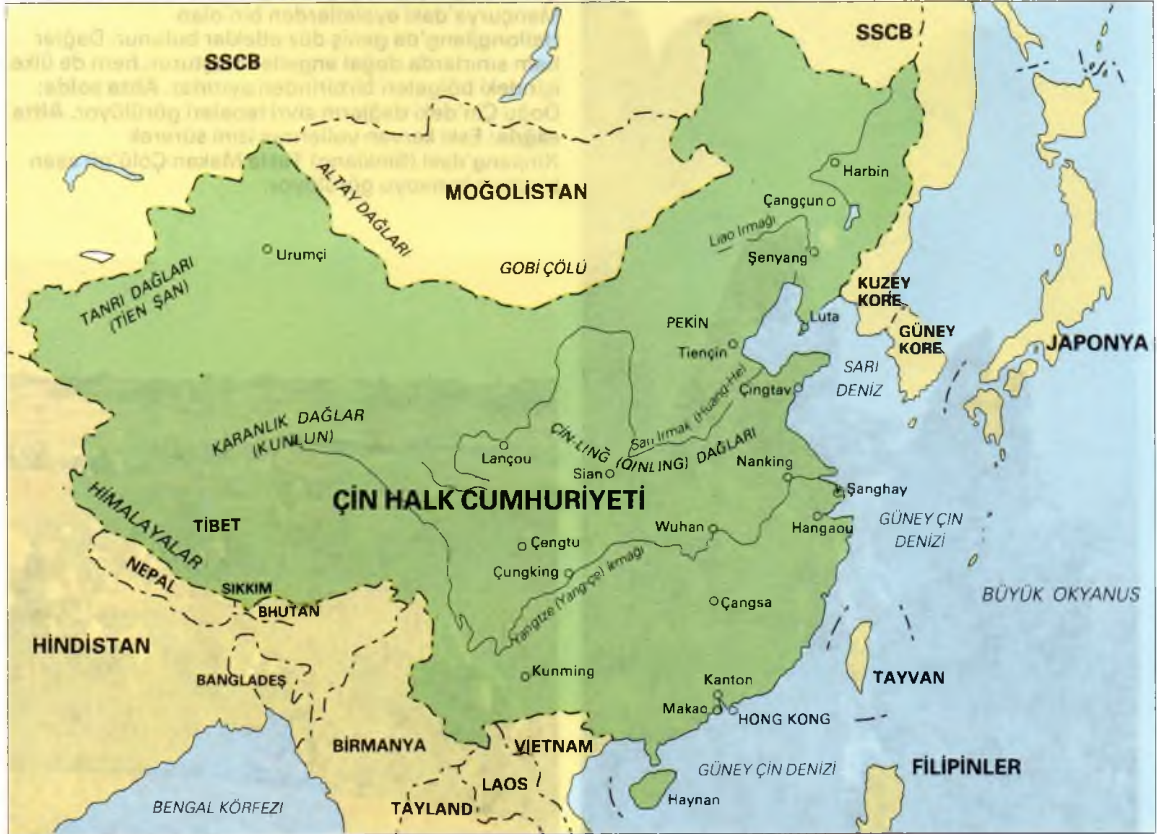 SSCB
SSCB
ALTAY DAĞLARI
MOĞOLİSTAN
GOBİ ÇÖLÜ
Harbin
Çangçun
Liao Irmağı
Şenyang
Urumçi
TANRI DAĞLARI
(TİEN ŞAN)
KUZEY
KORE
GÜNEY
KORE
JAPONYA
PEKİN
Luta
Tiençin
SARI
DENİZ
Çingtav
Sarı Irmak (Huang-He)
KARANLIK DAĞLAR
(KUNLUN)
Lançou
ÇİN-LİNĞ (QINLING) DAĞLARI
Sian
Nanking
Şanghay
ÇİN HALK CUMHURİYETİ
HİMALAYALAR
TİBET
Wuhan
Hangaou
GÜNEY ÇİN
DENİZİ
Çengtu
Çungking
Yangtze (Yang-çe) Irmağı
Çangsa
NEPAL
SIKKIM
BHUTAN
BÜYÜK OKYANUS
HİNDİSTAN
BANGLADEŞ
Kunming
Kanton
Makao
HONG KONG
TAYVAN
BİRMANYA
VIETNAM
LAOS
TAYLAND
GÜNEY ÇİN DENİZİ
Haynan
FİLİPİNLER
BENGAL KÖRFEZI